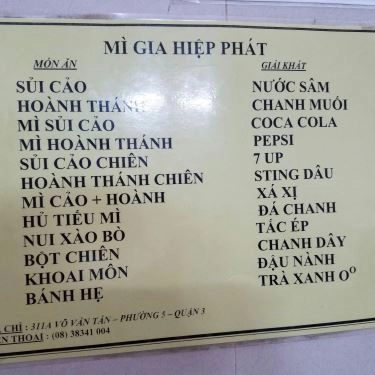 MÌ GIA HIỆP PHÁT
MÓN ĂN
SỦI CẢO
HOÀNH THÁNH
MÌ SỦI CẢO
MÌ HOÀNH THÁNH
SỦI CẢO CHIÊN
HOÀNH THÁNH CHIÊN
MÌ CẢO + HOÀNH
HỦ TIẾU MÌ
NUI XÀO BÒ
BỘT CHIÊN
KHOAI MÔN
BÁNH HẸ
GIẢI KHÁT
NƯỚC SÂM
CHANH MUỐI
COCA COLA
PEPSI
7 UP
STING DÂU
XÁ XỊ
ĐÁ CHANH
TẮC ÉP
CHANH DÂY
ĐẬU NÀNH
TRÀ XANH O°
CHỈ : 311A VÕ VĂN TẦN – PHƯỜNG 5 – QUẬN 3
THOẠI : (08) 38341 004